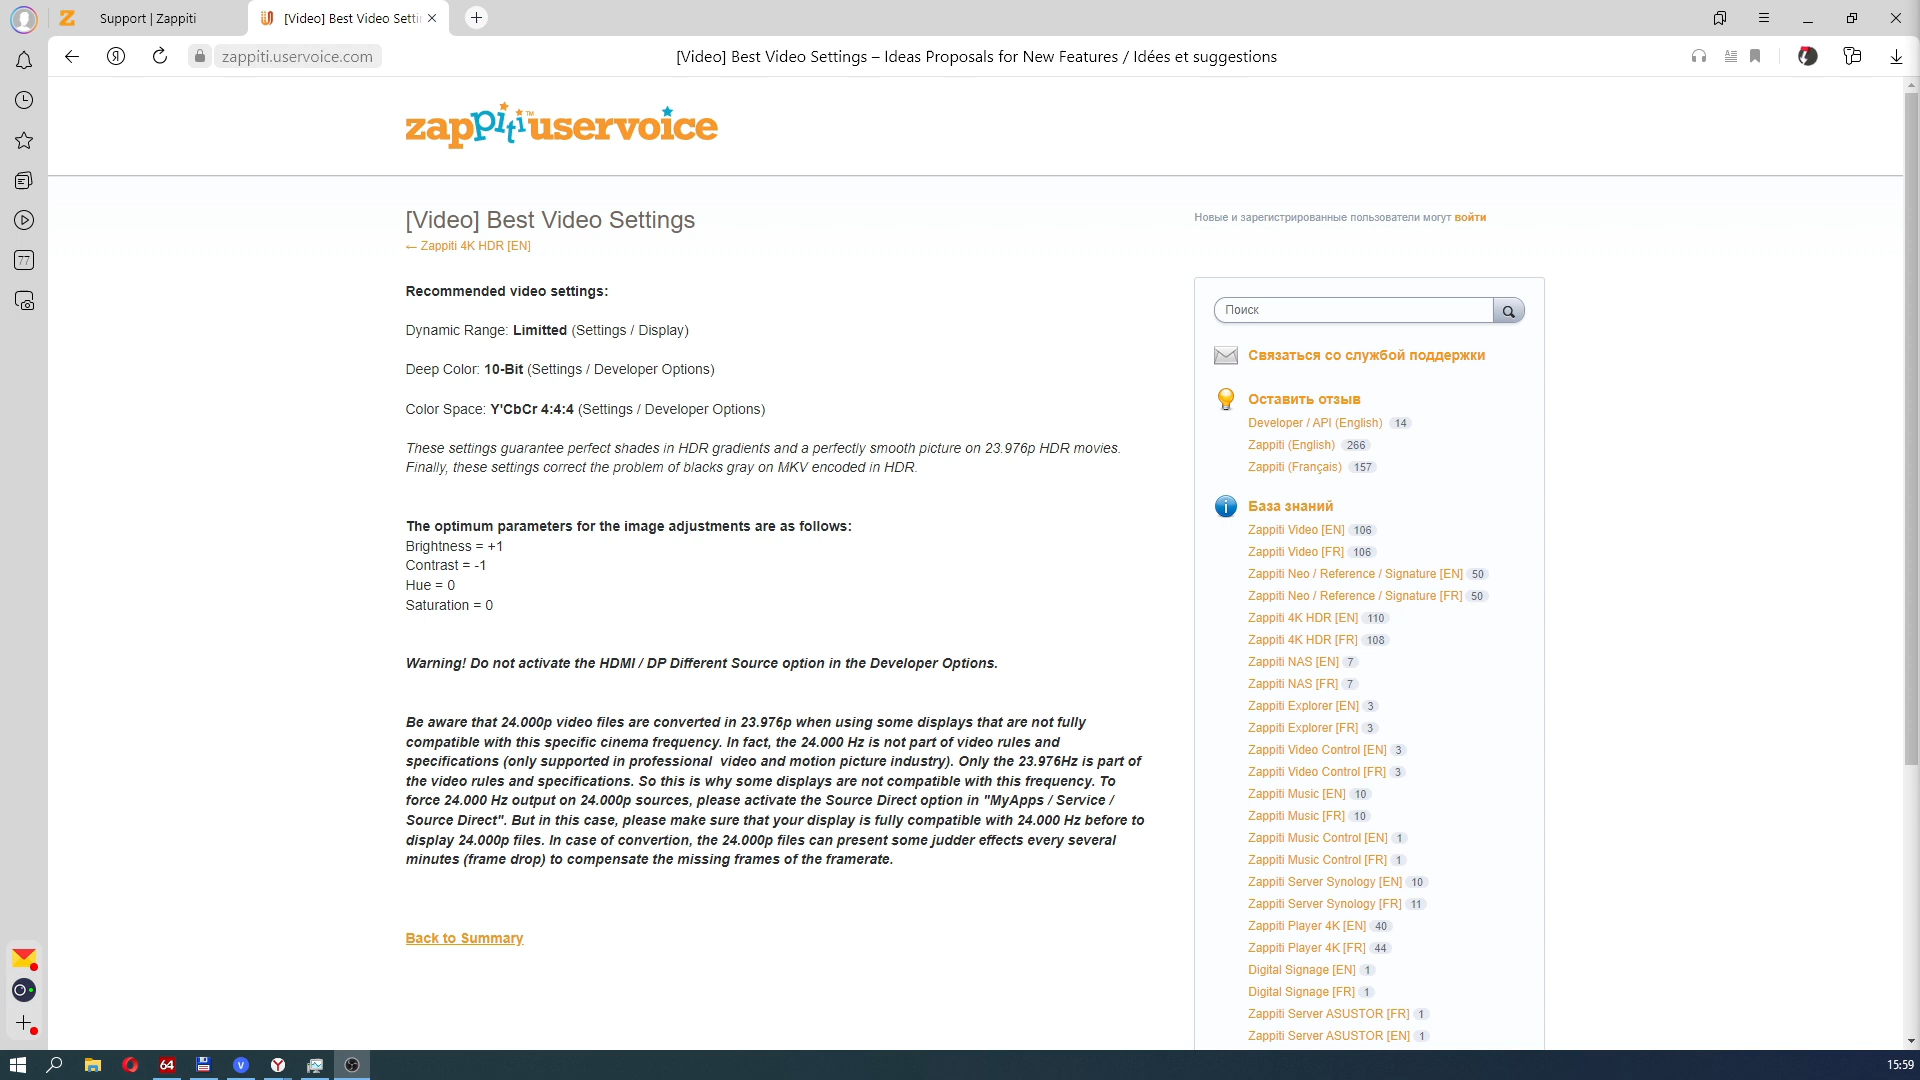 Support | Zappiti
[Video] Best Video Setti
zappiti.uservoice.com
[Video] Best Video Settings – Ideas Proposals for New Features / Idées et suggestions
zappiti™uservoice
[Video] Best Video Settings
← Zappiti 4K HDR [EN]
Recommended video settings:
Dynamic Range: Limitted (Settings / Display)
Deep Color: 10-Bit (Settings / Developer Options)
Color Space: Y'CbCr 4:4:4 (Settings / Developer Options)
These settings guarantee perfect shades in HDR gradients and a perfectly smooth picture on 23.976p HDR movies.
Finally, these settings correct the problem of blacks gray on MKV encoded in HDR.
The optimum parameters for the image adjustments are as follows:
Brightness = +1
Contrast = -1
Hue = 0
Saturation = 0
Warning! Do not activate the HDMI / DP Different Source option in the Developer Options.
Be aware that 24.000p video files are converted in 23.976p when using some displays that are not fully
compatible with this specific cinema frequency. In fact, the 24.000 Hz is not part of video rules and
specifications (only supported in professional video and motion picture industry). Only the 23.976Hz is part of
the video rules and specifications. So this is why some displays are not compatible with this frequency. To
force 24.000 Hz output on 24.000p sources, please activate the Source Direct option in "MyApps / Service /
Source Direct". But in this case, please make sure that your display is fully compatible with 24.000 Hz before to
display 24.000p files. In case of convertion, the 24.000p files can present some judder effects every several
minutes (frame drop) to compensate the missing frames of the framerate.
Back to Summary
Новые и зарегистрированные пользователи могут войти
Поиск
Связаться со службой поддержки
Оставить отзыв
Developer / API (English) 14
Zappiti (English) 266
Zappiti (Français) 157
База знаний
Zappiti Video [EN] 106
Zappiti Video [FR] 106
Zappiti Neo / Reference / Signature [EN] 50
Zappiti Neo / Reference / Signature [FR] 50
Zappiti 4K HDR [EN] 110
Zappiti 4K HDR [FR] 108
Zappiti NAS [EN] 7
Zappiti NAS [FR] 7
Zappiti Explorer [EN] 3
Zappiti Explorer [FR] 3
Zappiti Video Control [EN] 3
Zappiti Video Control [FR] 3
Zappiti Music [EN] 10
Zappiti Music [FR] 10
Zappiti Music Control [EN] 1
Zappiti Music Control [FR] 1
Zappiti Server Synology [EN] 10
Zappiti Server Synology [FR] 11
Zappiti Player 4K [EN] 40
Zappiti Player 4K [FR] 44
Digital Signage [EN] 1
Digital Signage [FR] 1
Zappiti Server ASUSTOR [FR] 1
Zappiti Server ASUSTOR [EN] 1
77
64
15:59